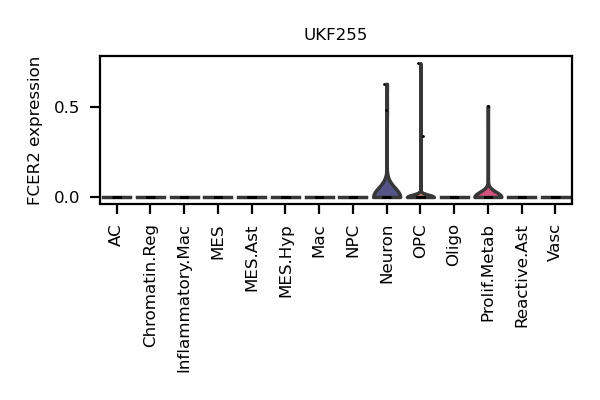 UKF255
FCER2 expression
0.5
0.0
AC
Chromatin.Reg
Inflammatory.Mac
MES
MES.Ast
MES.Hyp
Mac
NPC
Neuron
OPC
Oligo
Prolif.Metab
Reactive.Ast
Vasc